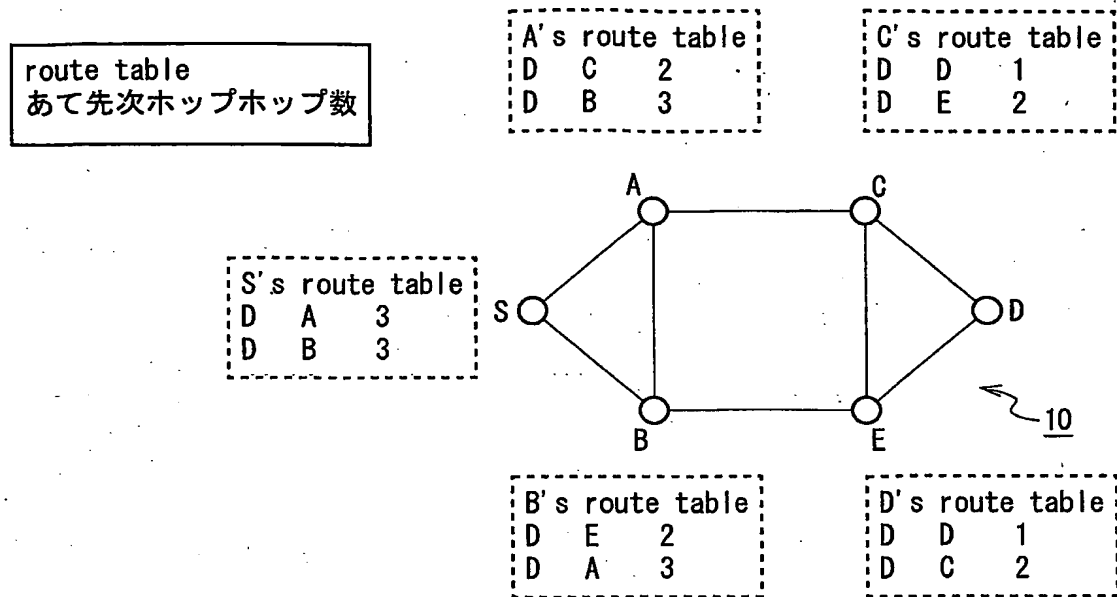 route table
あて先次ホップホップ数
A's route table
D C 2
D B 3
C's route table
D D 1
D E 2
S's route table
D A 3
D B 3
A
C
S
D
B
E
10
B's route table
D E 2
D A 3
D's route table
D D 1
D C 2